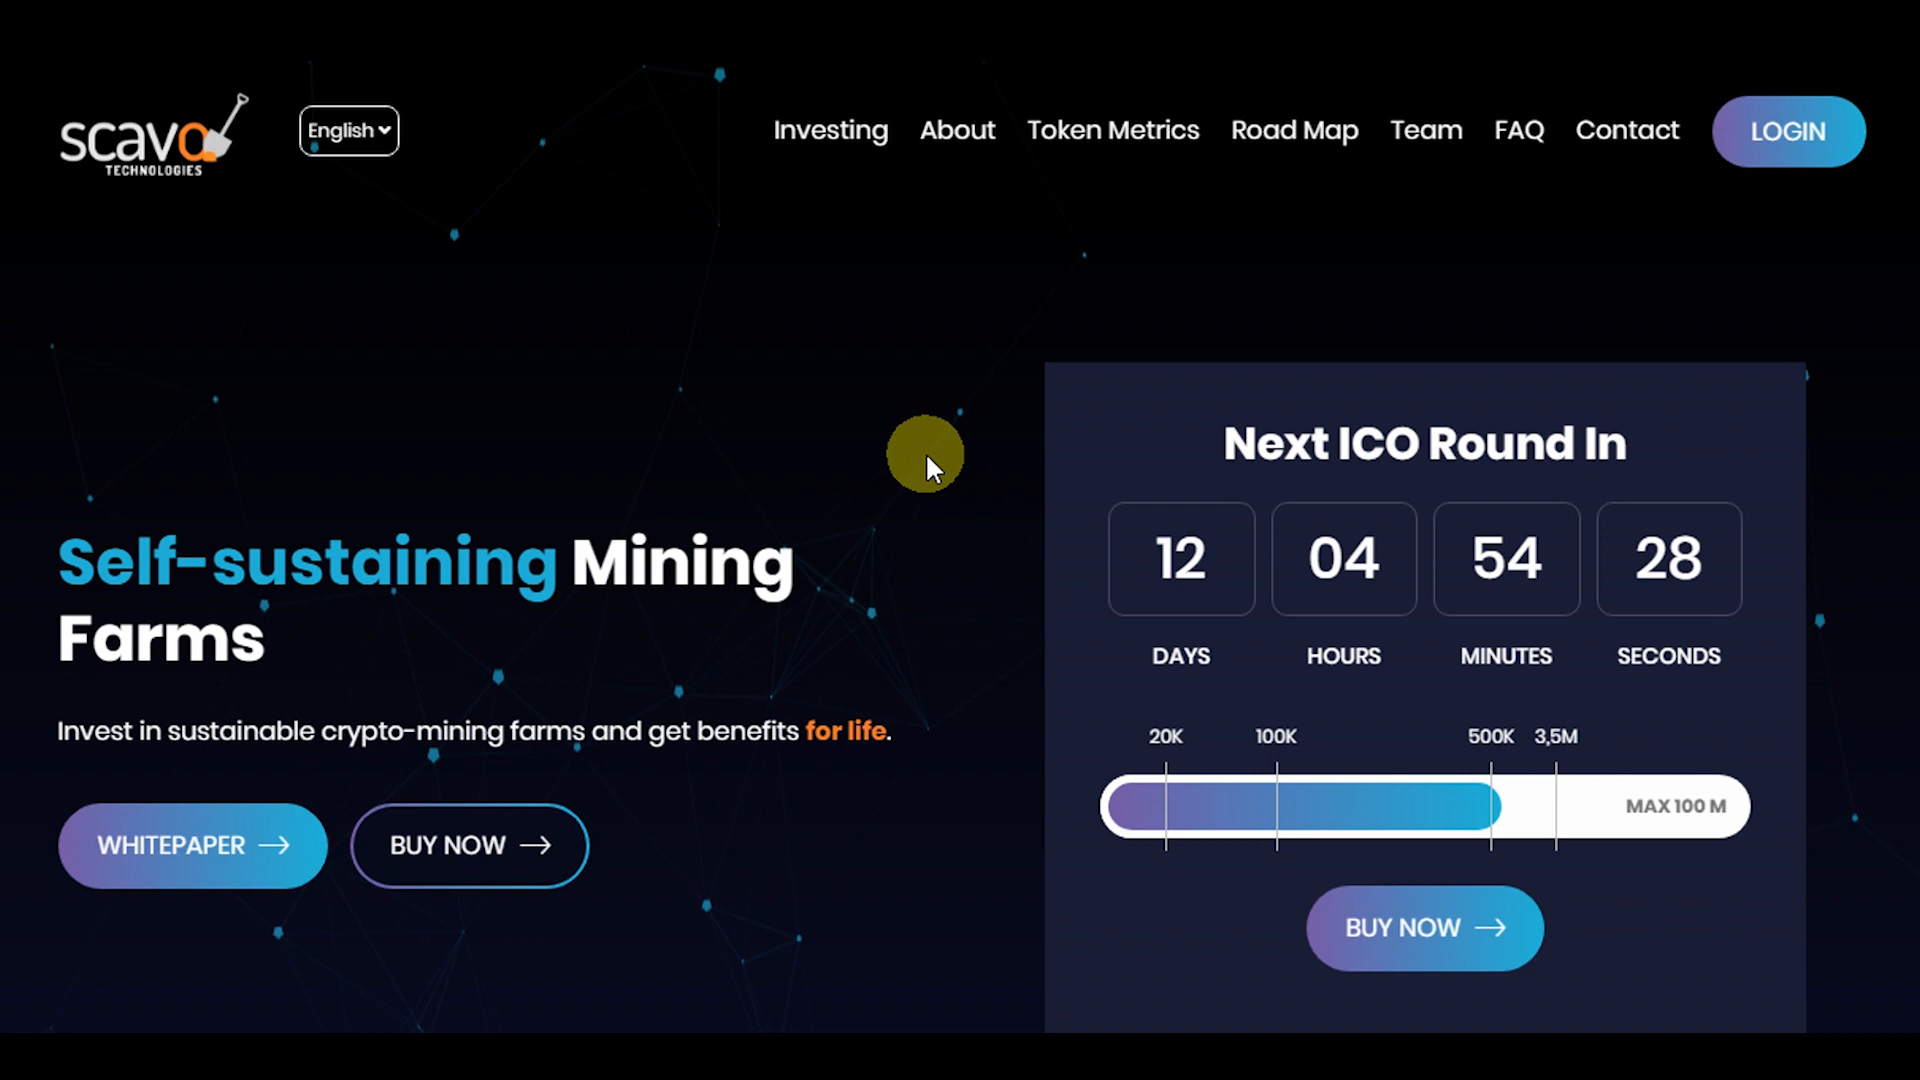 scavo
TECHNOLOGIES
English
Investing About Token Metrics Road Map Team FAQ Contact LOGIN
Self-sustaining Mining
Farms
Invest in sustainable crypto-mining farms and get benefits for life.
WHITEPAPER
BUY NOW
Next ICO Round In
12 04 54 28
DAYS HOURS MINUTES SECONDS
20K 100K 500K 3,5M
MAX 100 M
BUY NOW